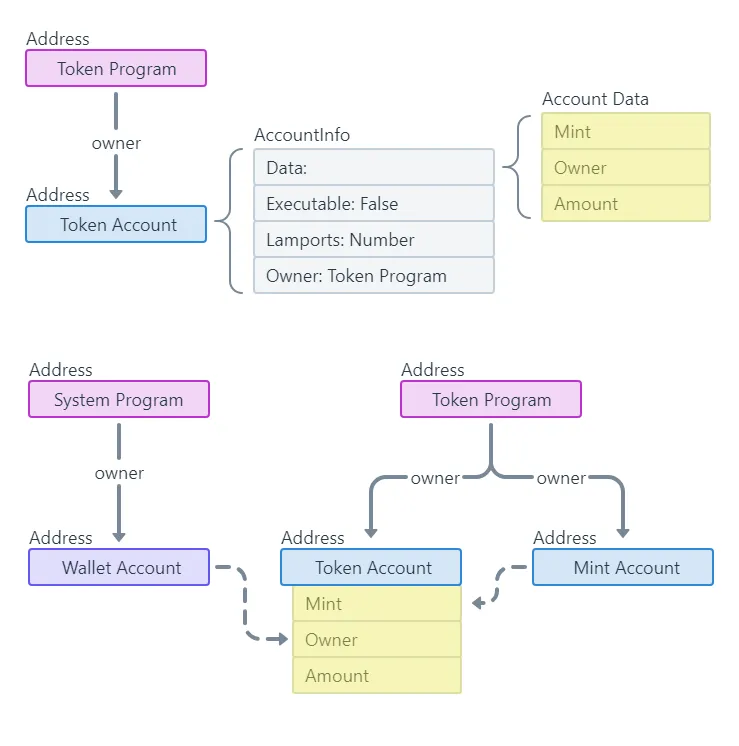 Address
Token Program
owner
Address
Token Account
AccountInfo
Data:
Executable: False
Lamports: Number
Owner: Token Program
Account Data
Mint
Owner
Amount
Address
System Program
owner
Address
Wallet Account
Address
Token Program
owner
owner
Address
Token Account
Mint
Owner
Amount
Address
Mint Account